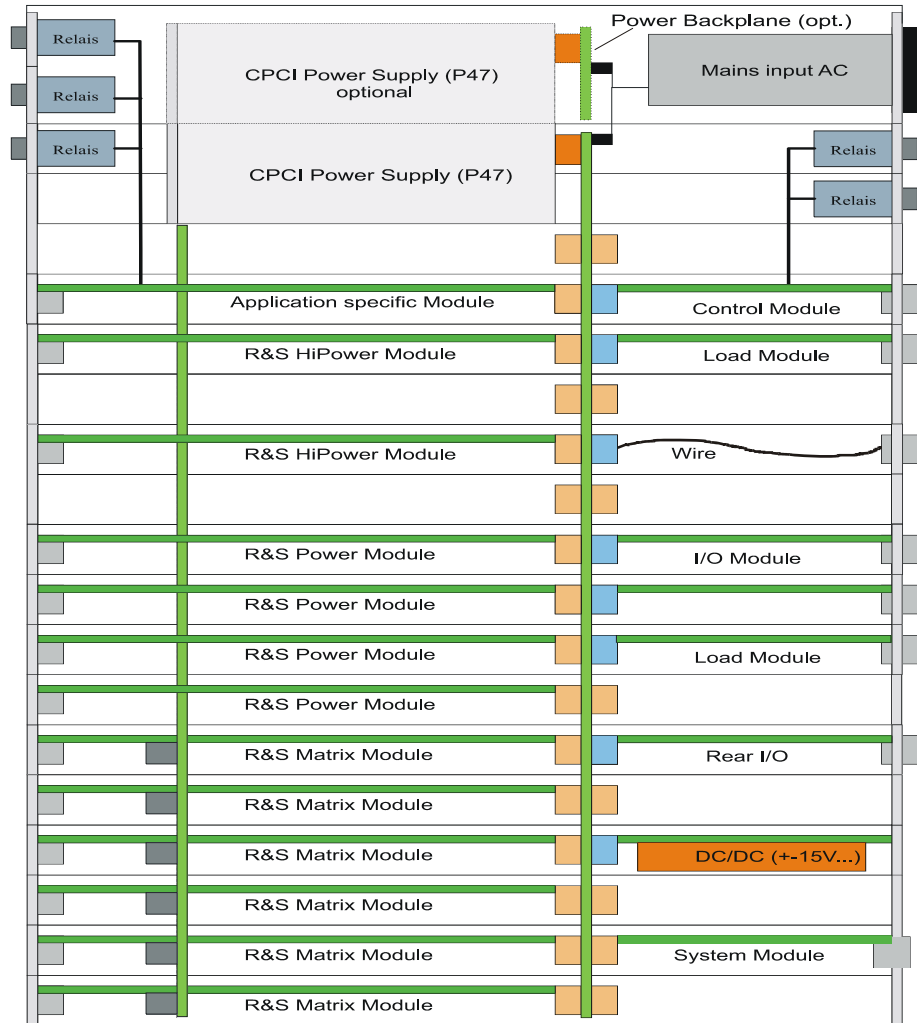 Power Backplane (opt.)
Relais
CPCI Power Supply (P47)
optional
Mains input AC
Relais
Relais
Relais
CPCI Power Supply (P47)
Relais
Application specific Module
Control Module
R&S HiPower Module
Load Module
R&S HiPower Module
Wire
R&S Power Module
I/O Module
R&S Power Module
R&S Power Module
Load Module
R&S Power Module
R&S Matrix Module
Rear I/O
R&S Matrix Module
R&S Matrix Module
DC/DC (+-15V...)
R&S Matrix Module
R&S Matrix Module
System Module
R&S Matrix Module